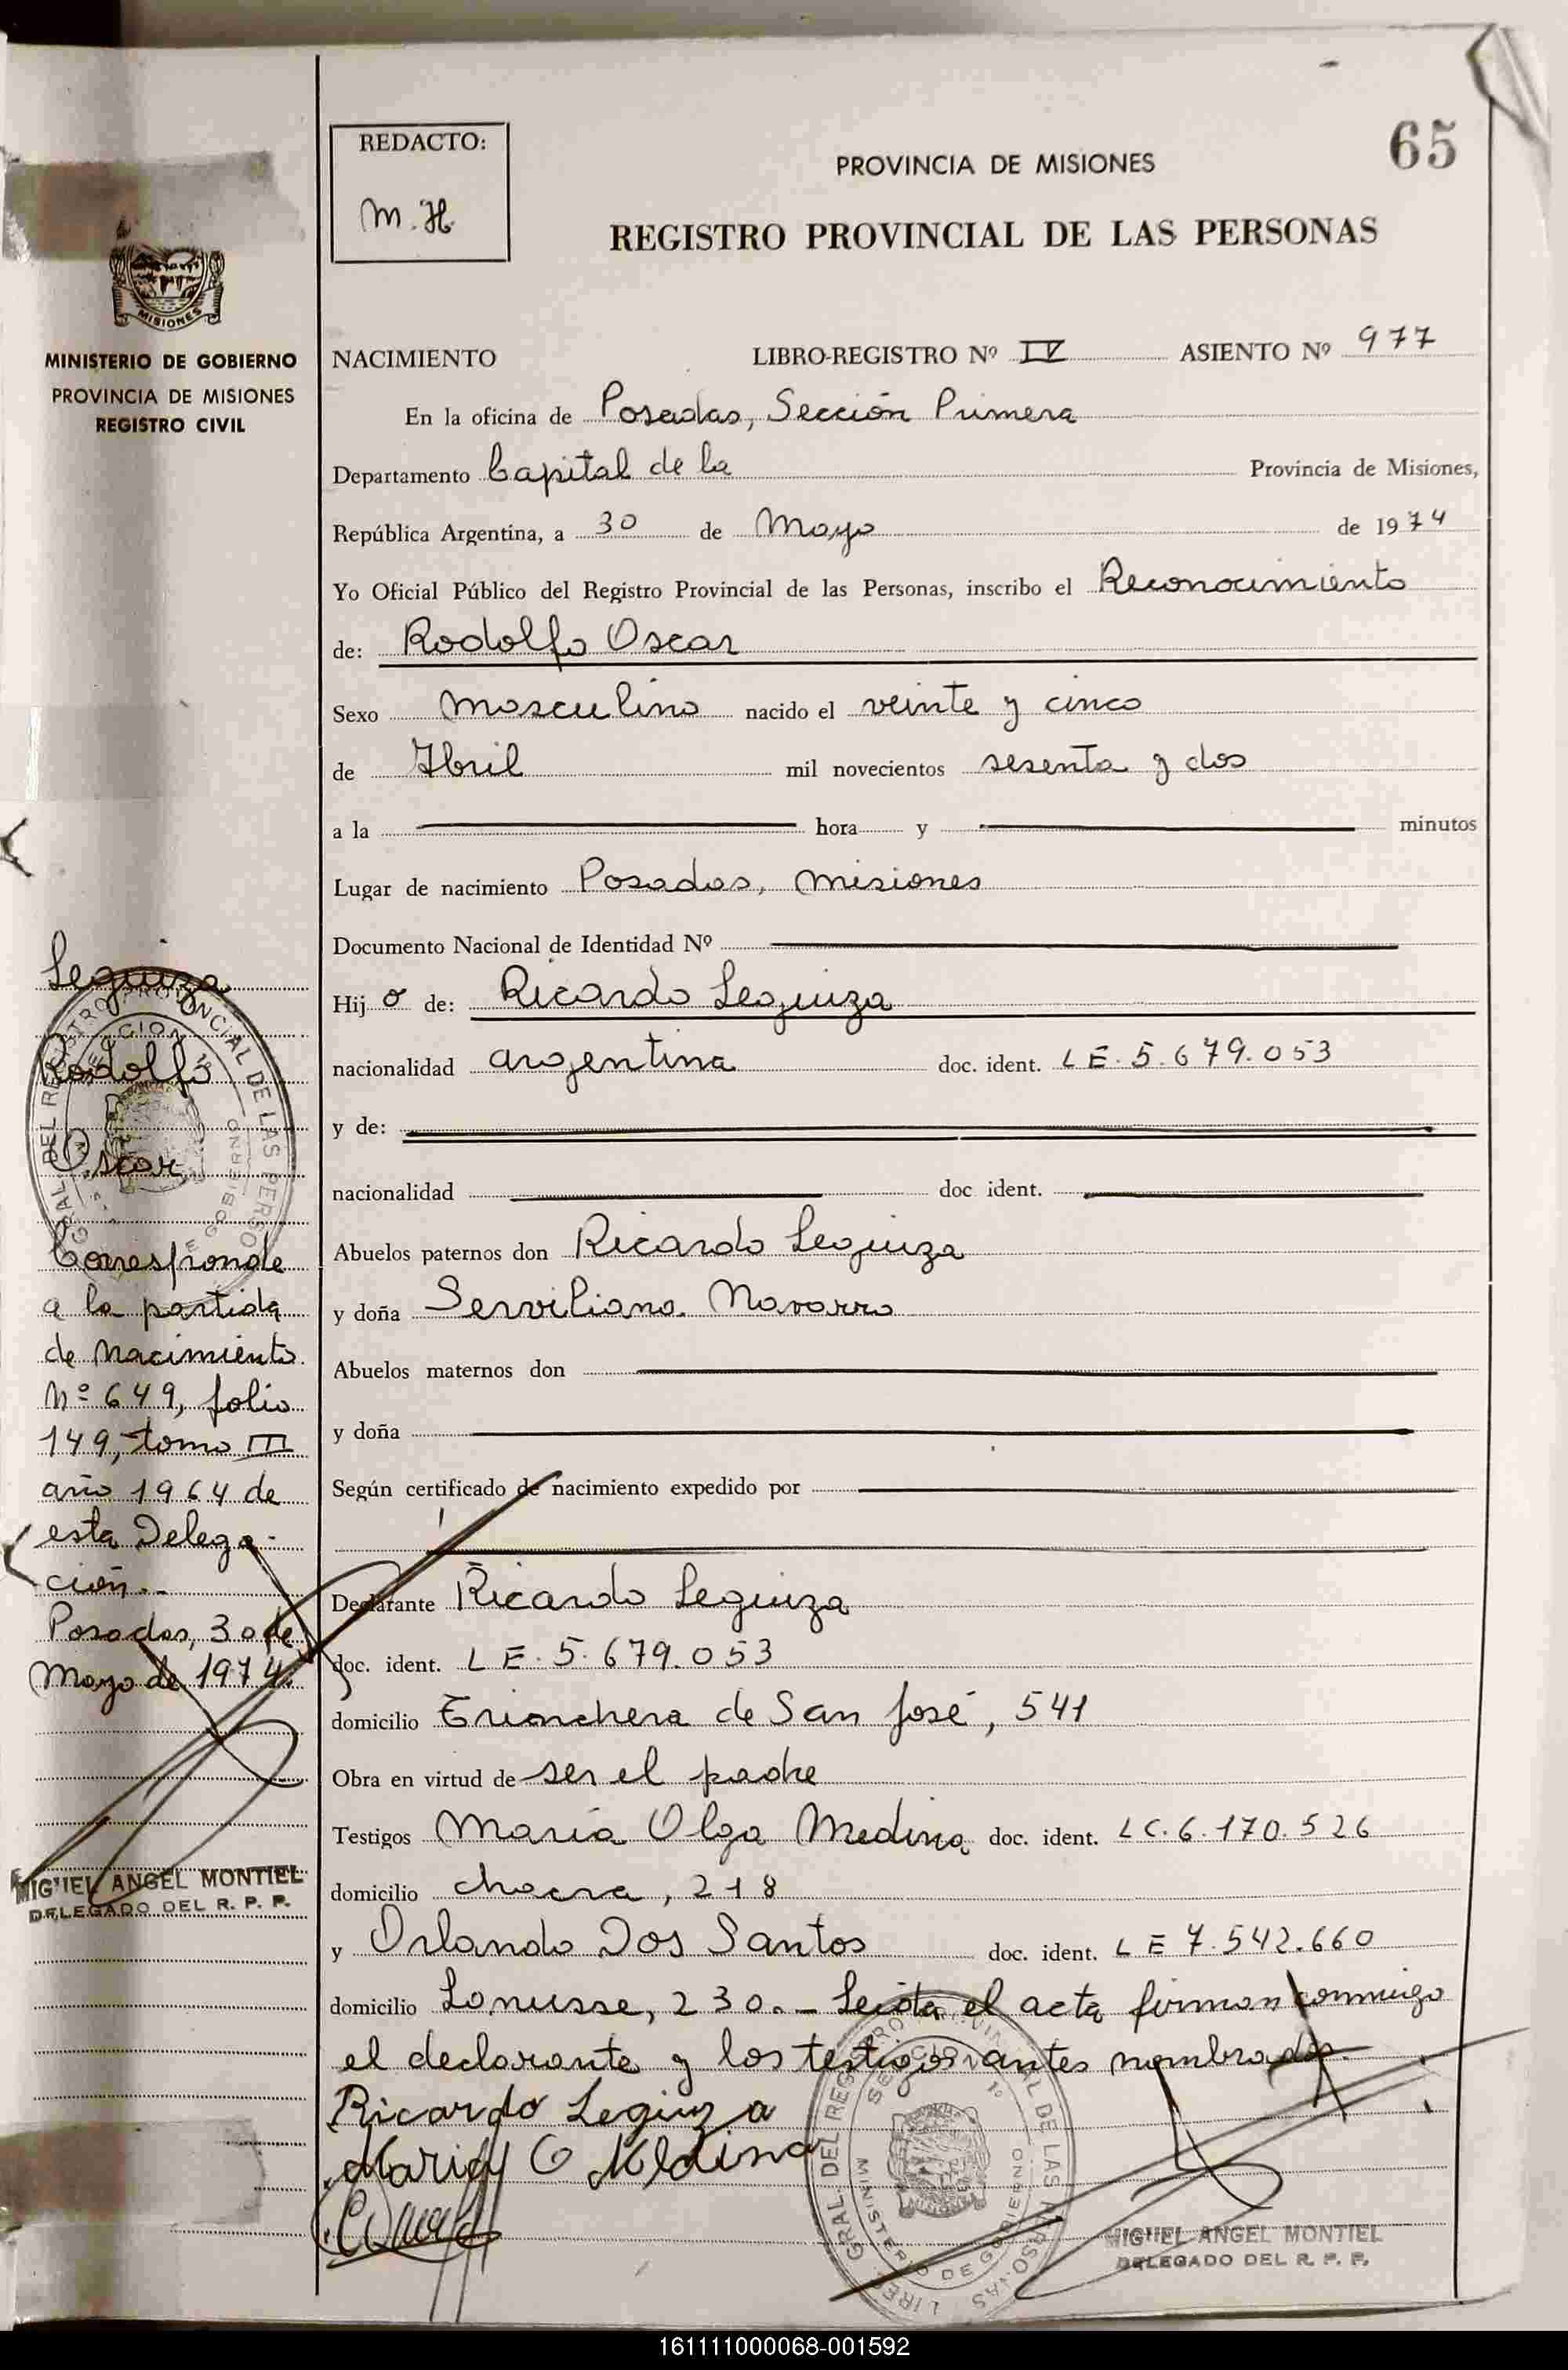 65
REDACTO:
M.H.
PROVINCIA DE MISIONES
REGISTRO PROVINCIAL DE LAS PERSONAS
MISIONES
MINISTERIO DE GOBIERNO
PROVINCIA DE MISIONES
REGISTRO CIVIL
NACIMIENTO LIBRO-REGISTRO Nº IV ASIENTO Nº 977
En la oficina de Posadas, Sección Primera
Departamento Capital de la Provincia de Misiones,
República Argentina, a 30 de Mayo de 1974
Yo Oficial Público del Registro Provincial de las Personas, inscribo el Reconocimiento
de: Rodolfo Oscar
Sexo masculino nacido el veinte y cinco
de Abril mil novecientos sesenta y dos
a la hora y minutos
Lugar de nacimiento Posadas, Misiones
Documento Nacional de Identidad Nº
Hijo de: Ricardo Leguiza
nacionalidad argentina doc. ident. LE. 5.679.053
y de:
nacionalidad doc ident.
Abuelos paternos don Ricardo Leguiza
y doña Serviliana Navarro
Abuelos maternos don
y doña
Según certificado de nacimiento expedido por
Declarante Ricardo Leguiza
doc. ident. LE. 5.679.053
domicilio Trinchera de San José, 541
Obra en virtud de ser el padre
Testigos María Olga Medina doc. ident. LC. 6.170.526
domicilio chacra, 218
y Orlando Dos Santos doc. ident. LE 7.542.660
domicilio Lanusse, 230.- Leída el acta firman conmigo
el declarante y los testigos antes nombrados.
Ricardo Leguiza
Maria O Medina
MIGUEL ANGEL MONTIEL
DELEGADO DEL R. P. P.
Leguiza
Rodolfo
Oscar
Corresponde
a la partida
de Nacimiento
Nº 649, folio
149, tomo III
año 1964 de
esta Delega-
ción.-
Posadas, 30 de
Mayo de 1974.
MIGUEL ANGEL MONTIEL
DELEGADO DEL R. P. P.
161111000068-001592